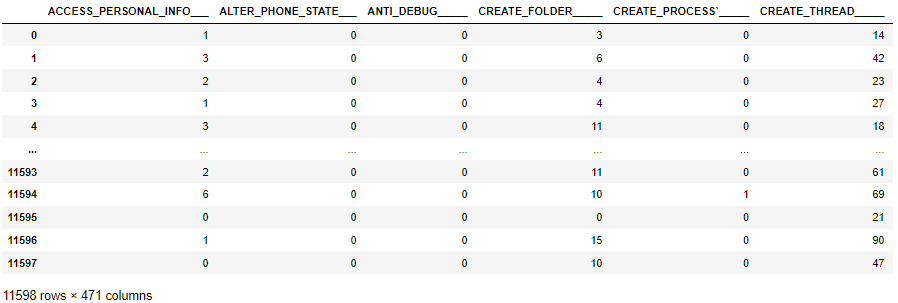 ACCESS_PERSONAL_INFO___ ALTER_PHONE_STATE___ ANTI_DEBUG_____ CREATE_FOLDER_____ CREATE_PROCESS`_____ CREATE_THREAD_____
0 1 0 0 3 0 14
1 3 0 0 6 0 42
2 2 0 0 4 0 23
3 1 0 0 4 0 27
4 3 0 0 11 0 18
... ... ... ... ... ... ...
11593 2 0 0 11 0 61
11594 6 0 0 10 1 69
11595 0 0 0 0 0 21
11596 1 0 0 15 0 90
11597 0 0 0 10 0 47
11598 rows × 471 columns